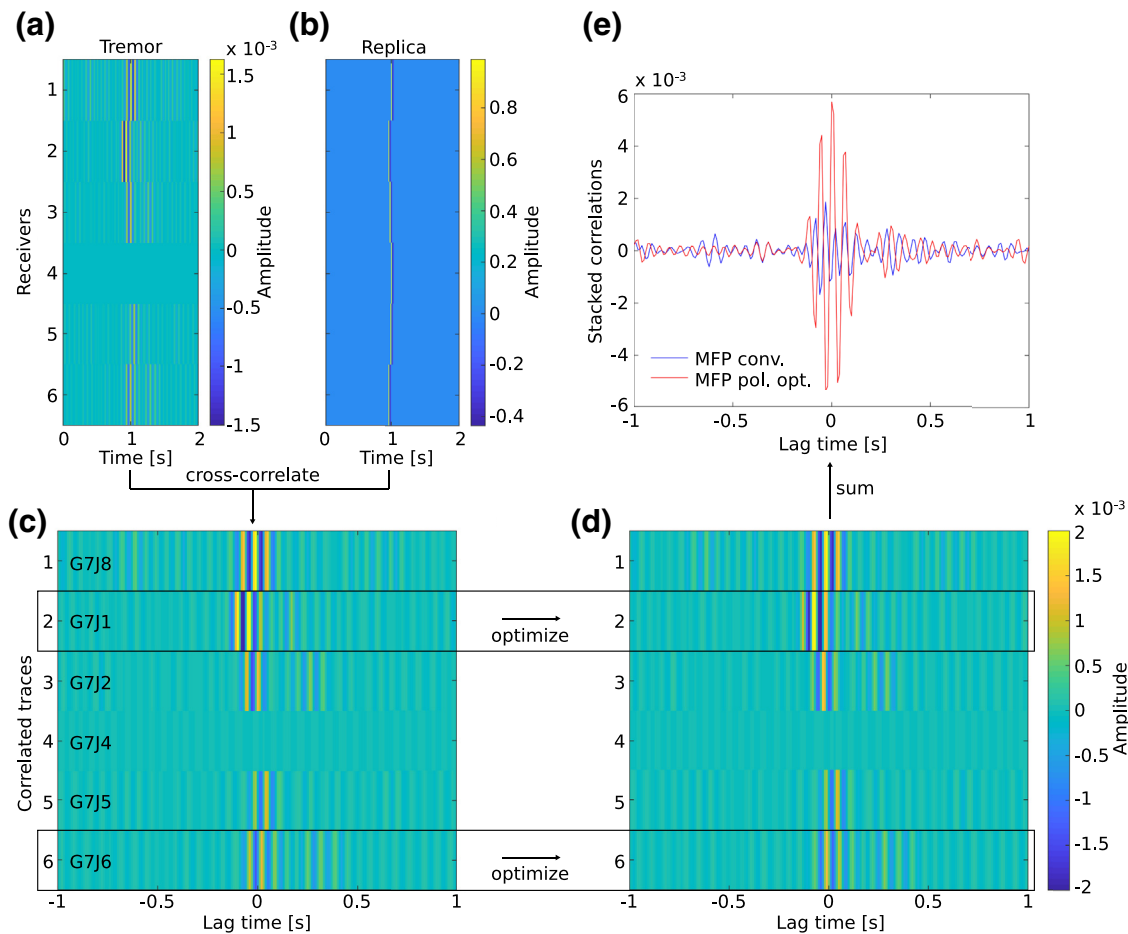 (a)
Tremor
x 10-3
Receivers
1
2
3
4
5
6
0
1
2
Time [s]
1.5
1
0.5
0
-0.5
-1
-1.5
Amplitude
(b)
Replica
0
1
2
Time [s]
0.8
0.6
0.4
0.2
0
-0.2
-0.4
Amplitude
cross-correlate
(e)
x 10-3
Stacked correlations
6
4
2
0
-2
-4
-6
MFP conv.
MFP pol. opt.
-1
-0.5
0
0.5
1
Lag time [s]
sum
(c)
Correlated traces
1
G7J8
2
G7J1
3
G7J2
4
G7J4
5
G7J5
6
G7J6
-1
-0.5
0
0.5
1
Lag time [s]
optimize
optimize
(d)
1
2
3
4
5
6
-1
-0.5
0
0.5
1
Lag time [s]
x 10-3
2
1.5
1
0.5
0
-0.5
-1
-1.5
-2
Amplitude